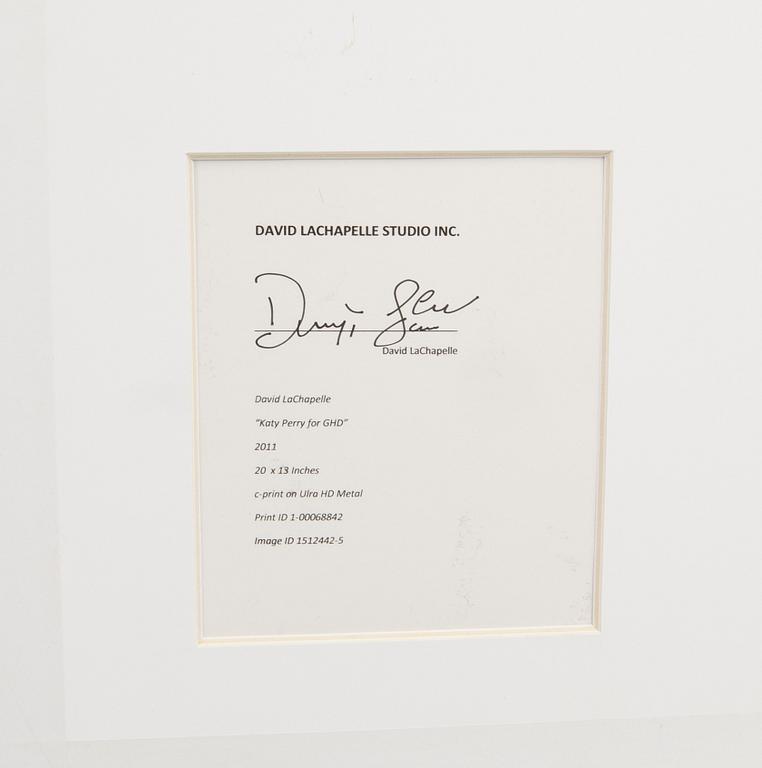 DAVID LACHAPELLE STUDIO INC.
David LaChapelle
David LaChapelle
"Katy Perry for GHD"
2011
20 x 13 Inches
c-print on Ulra HD Metal
Print ID 1-00068842
Image ID 1512442-5